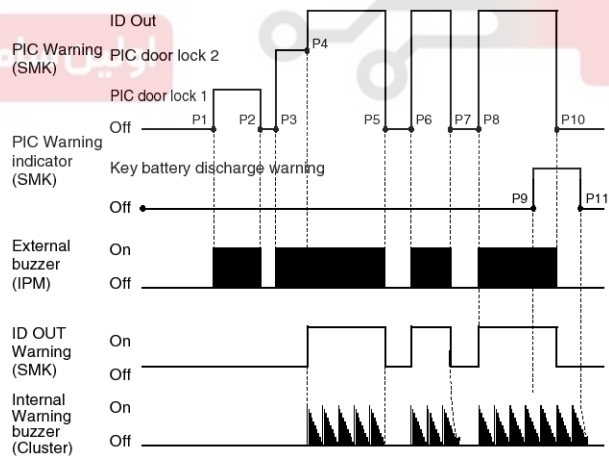 ID Out
PIC Warning
(SMK)
PIC door lock 2
P4
PIC door lock 1
Off
P1
P2
P3
P5
P6
P7
P8
P10
PIC Warning
indicator
(SMK)
Key battery discharge warning
Off
P9
P11
External
buzzer
(IPM)
On
Off
ID OUT
Warning
(SMK)
On
Off
Internal
Warning
buzzer
(Cluster)
On
Off
اولین